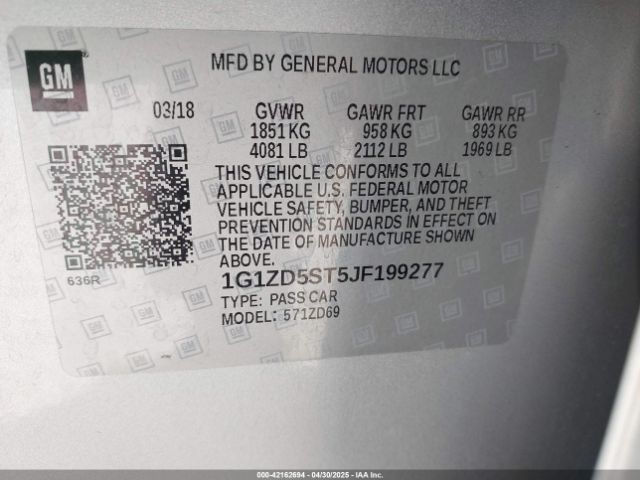 GM
MFD BY GENERAL MOTORS LLC
03/18 GVWR GAWR FRT GAWR RR
1851 KG 958 KG 893 KG
4081 LB 2112 LB 1969 LB
THIS VEHICLE CONFORMS TO ALL
APPLICABLE U.S. FEDERAL MOTOR
VEHICLE SAFETY, BUMPER, AND THEFT
PREVENTION STANDARDS IN EFFECT ON
THE DATE OF MANUFACTURE SHOWN
ABOVE.
636R
1G1ZD5ST5JF199277
TYPE: PASS CAR
MODEL: 571ZD69
000-42162694 - 04/30/2025 - IAAI.COM